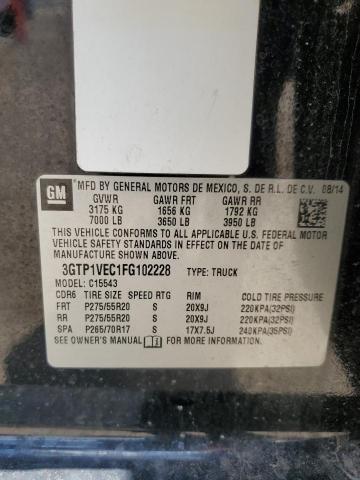 GM
MFD BY GENERAL MOTORS DE MEXICO, S. DE R.L. DE C.V. 08/14
GVWR GAWR FRT GAWR RR
3175 KG 1656 KG 1792 KG
7000 LB 3650 LB 3950 LB
THIS VEHICLE CONFORMS TO ALL APPLICABLE U.S. FEDERAL MOTOR
VEHICLE SAFETY STANDARDS IN EFFECT ON THE DATE OF
MANUFACTURE SHOWN ABOVE.
3GTP1VEC1FG102228 TYPE: TRUCK
MODEL: C15543
CDR6 TIRE SIZE SPEED RTG RIM COLD TIRE PRESSURE
FRT P275/55R20 S 20X9J 220KPA(32PSI)
RR P275/55R20 S 20X9J 220KPA(32PSI)
SPA P265/70R17 S 17X7.5J 240KPA(35PSI)
SEE OWNER'S MANUAL FOR MORE INFORMATION.